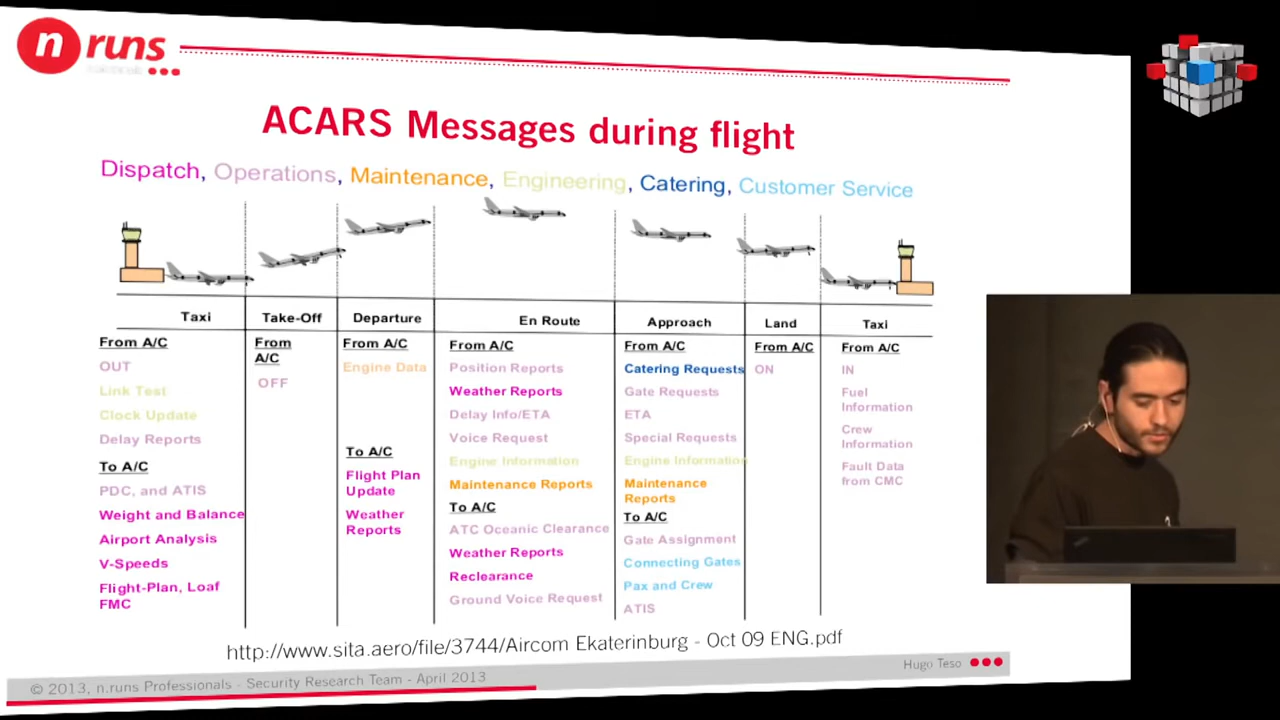 n runs
ACARS Messages during flight
Dispatch, Operations, Maintenance, Engineering, Catering, Customer Service
Taxi
Take-Off
Departure
En Route
Approach
Land
Taxi
From A/C
OUT
Link Test
Clock Update
Delay Reports
To A/C
PDC, and ATIS
Weight and Balance
Airport Analysis
V-Speeds
Flight-Plan, Loaf
FMC
From
A/C
OFF
From A/C
Engine Data
To A/C
Flight Plan
Update
Weather
Reports
From A/C
Position Reports
Weather Reports
Delay Info/ETA
Voice Request
Engine Information
Maintenance Reports
To A/C
ATC Oceanic Clearance
Weather Reports
Reclearance
Ground Voice Request
From A/C
Catering Requests
Gate Requests
ETA
Special Requests
Engine Information
Maintenance
Reports
To A/C
Gate Assignment
Connecting Gates
Pax and Crew
ATIS
From A/C
ON
From A/C
IN
Fuel
Information
Crew
Information
Fault Data
from CMC
http://www.sita.aero/file/3744/Aircom Ekaterinburg - Oct 09 ENG.pdf
© 2013, n.runs Professionals - Security Research Team - April 2013
Hugo Teso